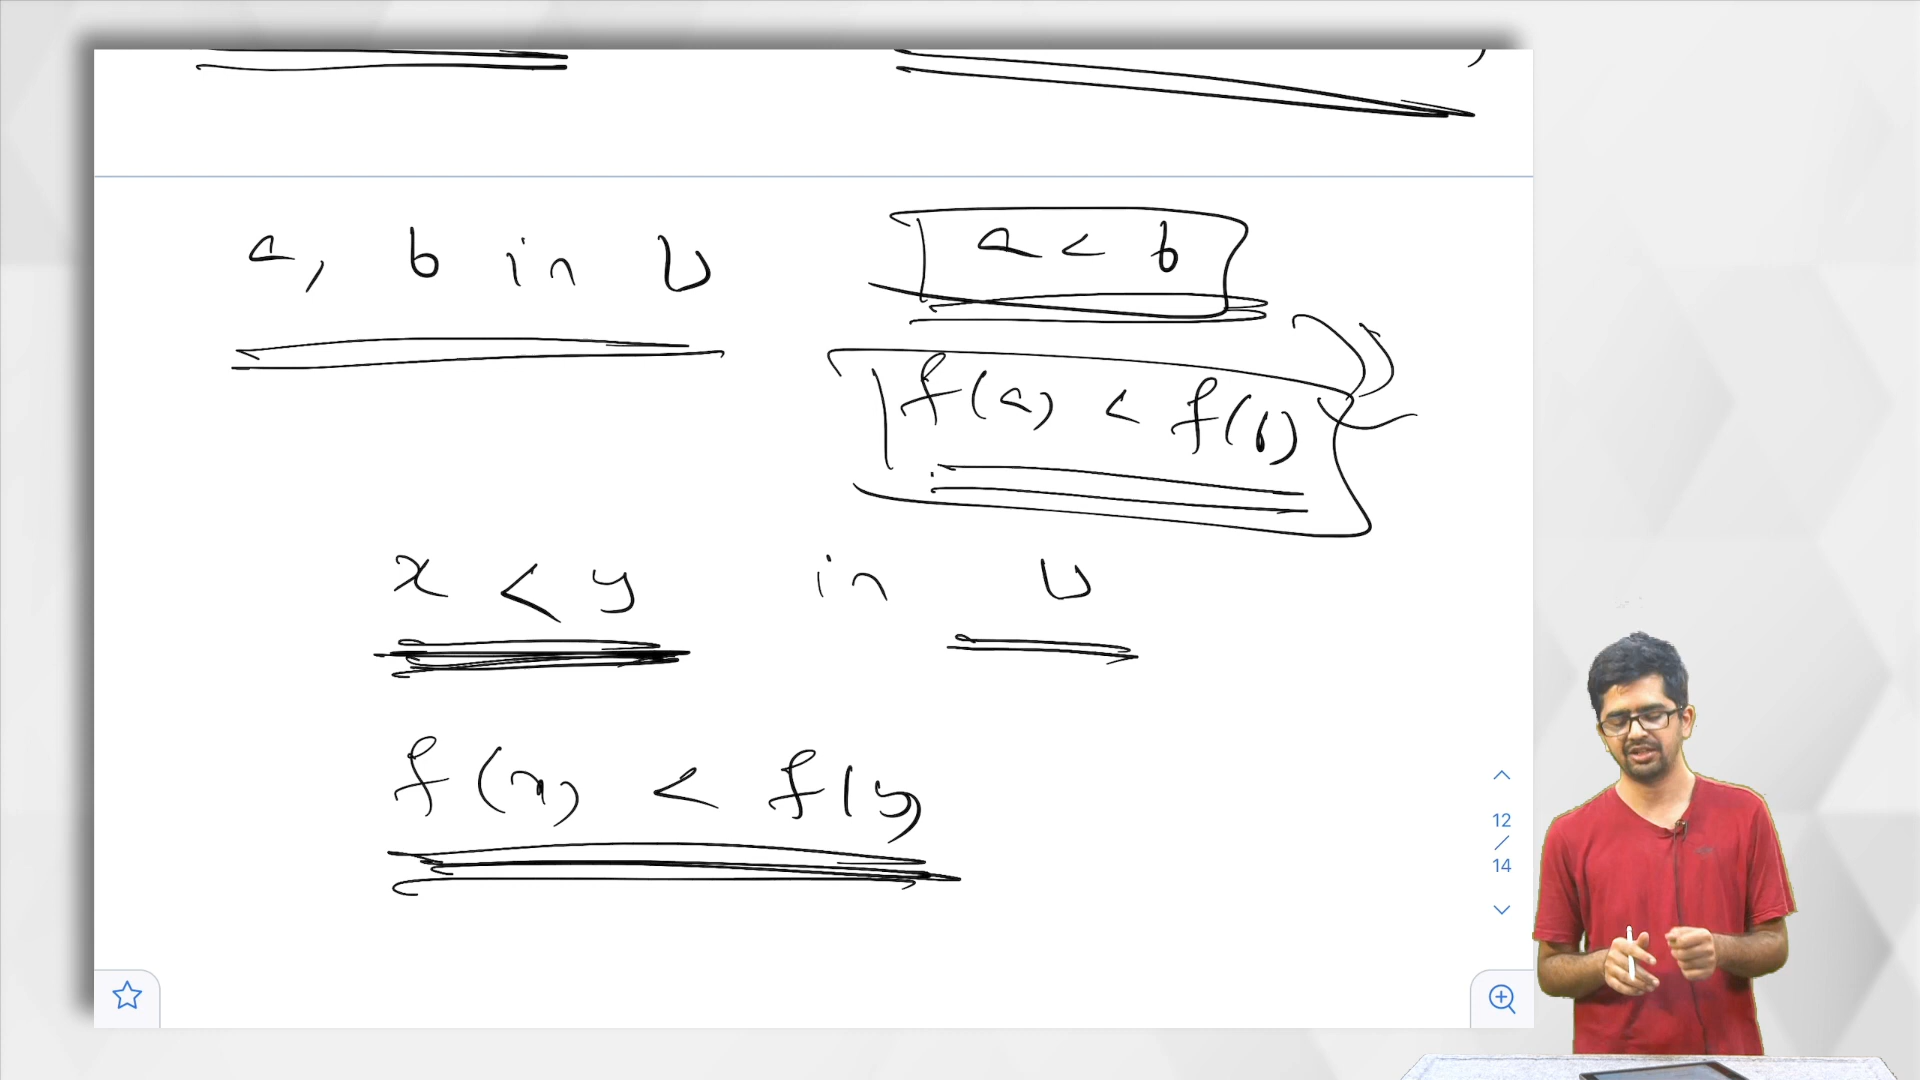 a, b in U
a < b
f(a) < f(b)
x < y in U
f(x) < f(y)
12
/
14